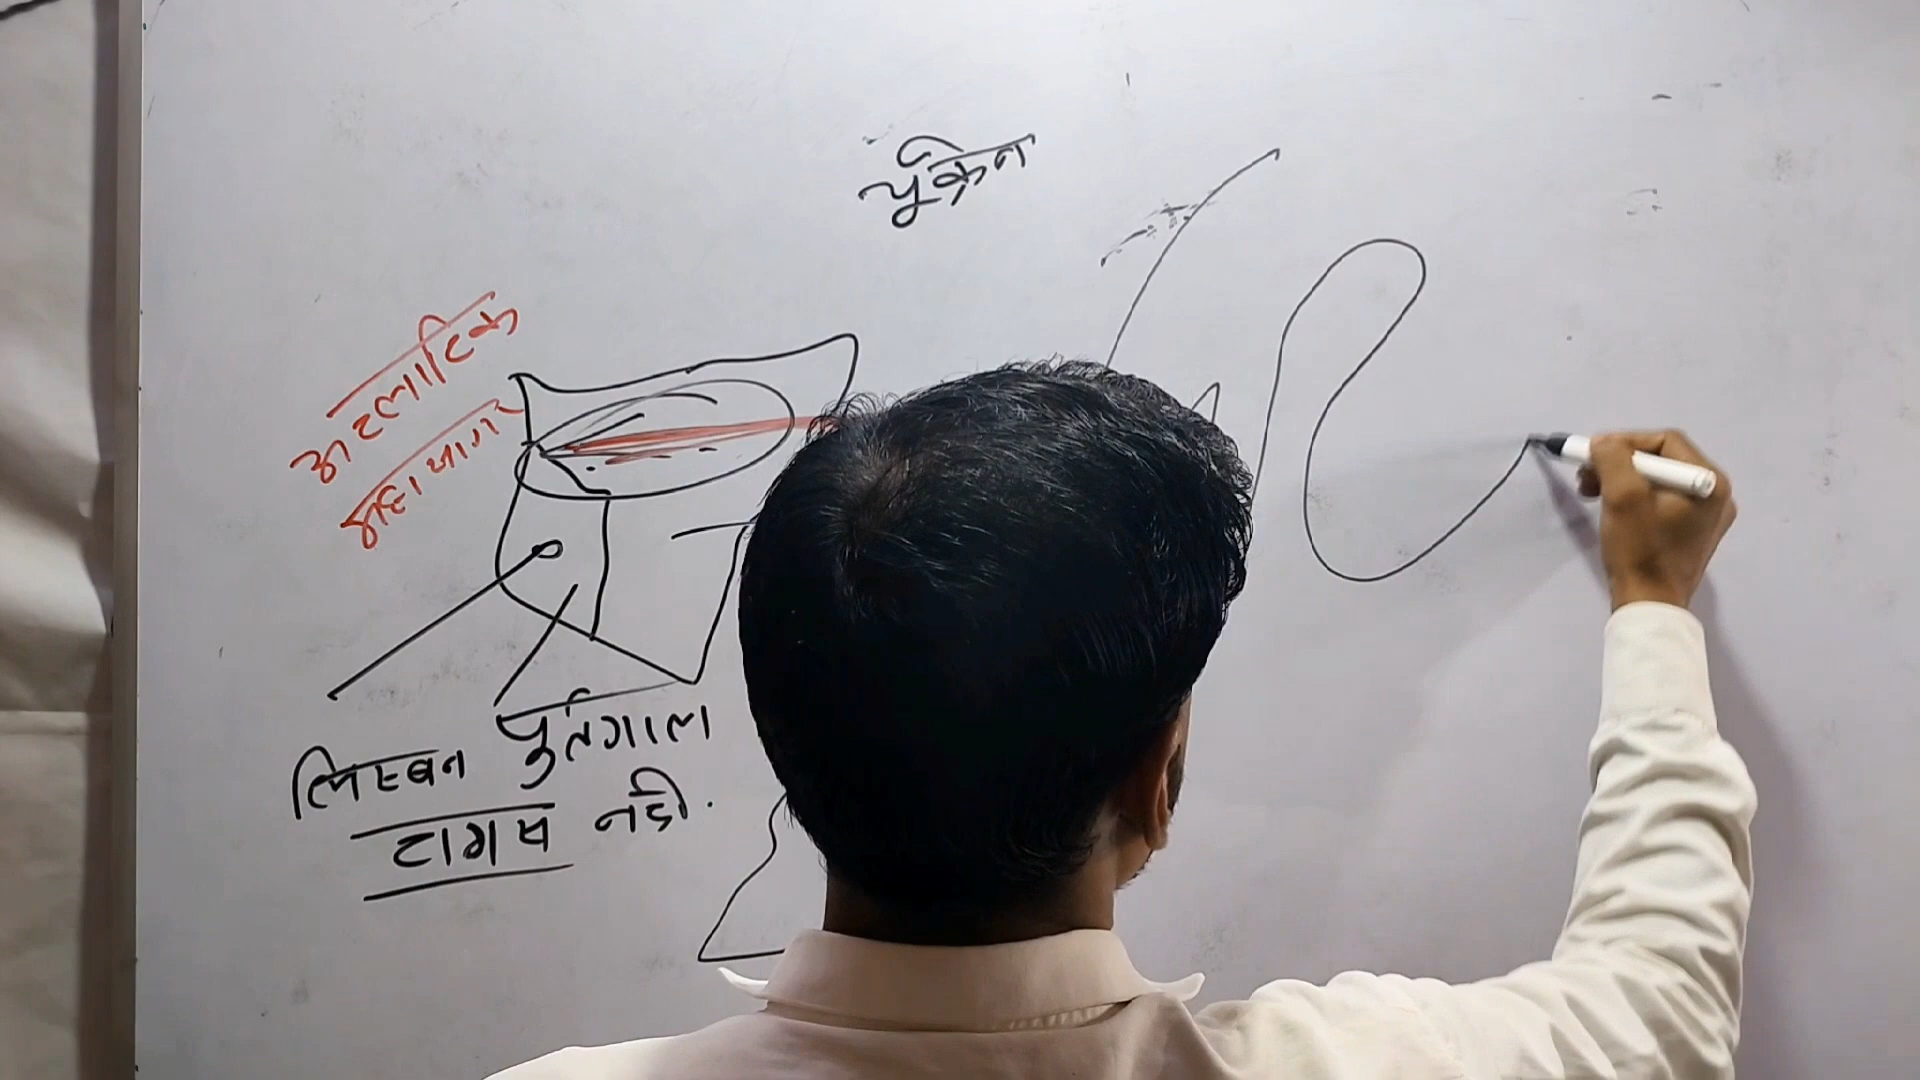 यूक्रेन
अटलांटिक
महासागर
लिस्बन पुर्तगाल
टागस नदी.